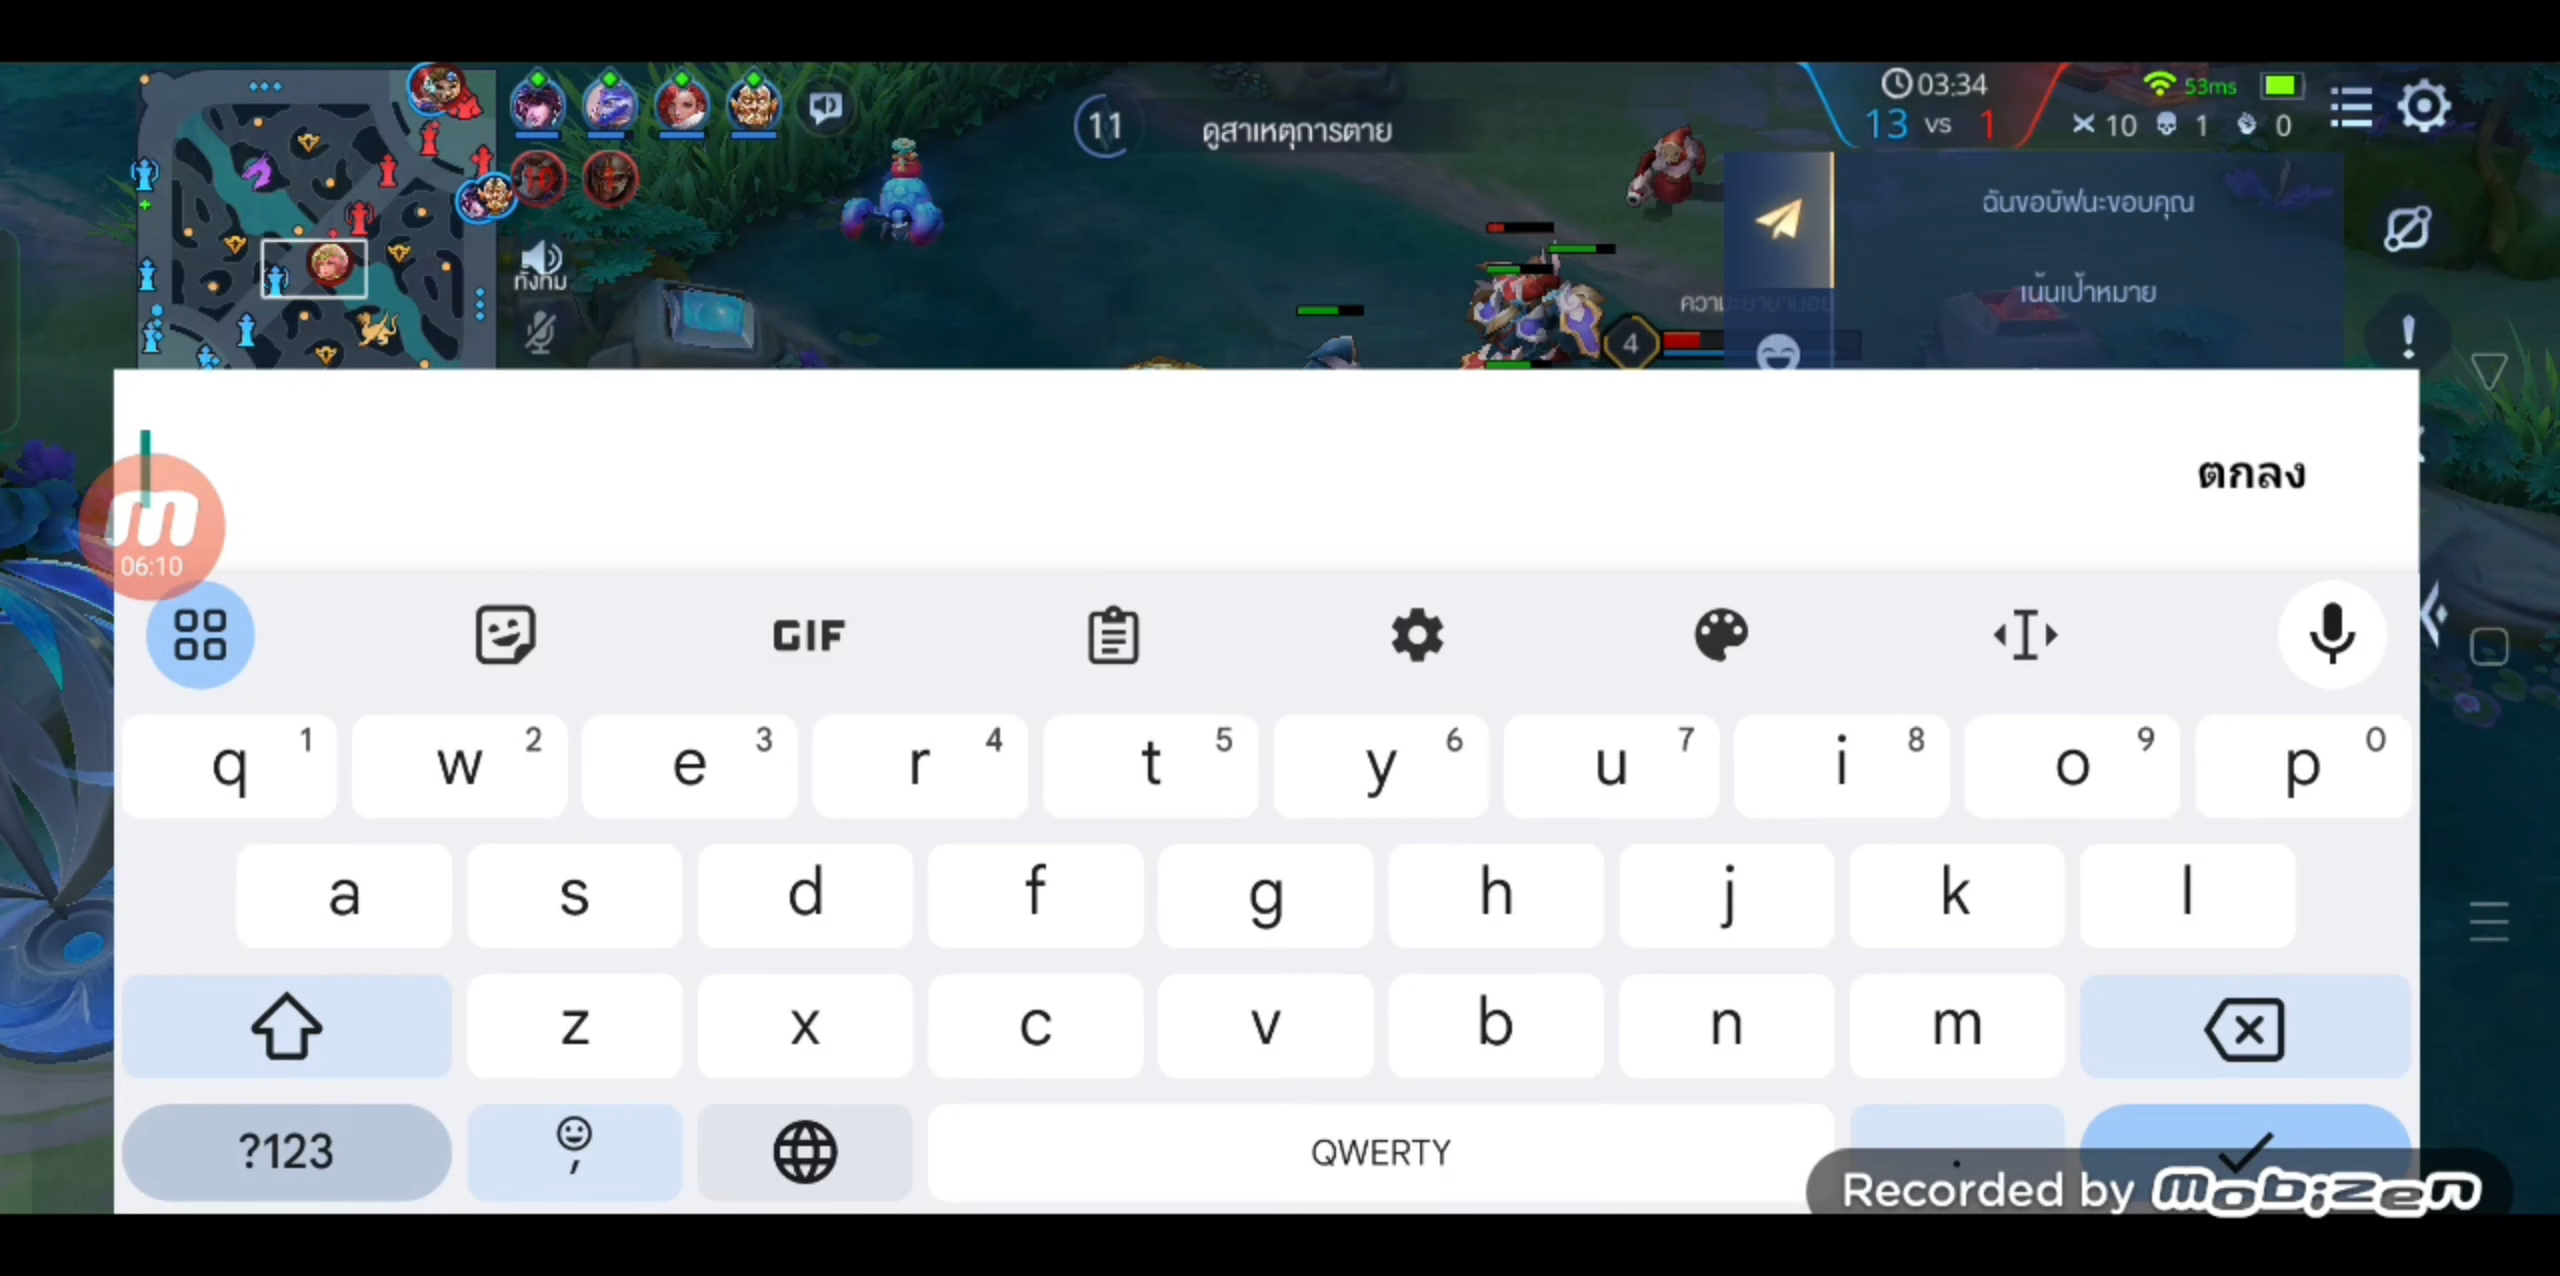 03:34
53ms
13 vs 1
10 1 0
11
ดูสาเหตุการตาย
ฉันขอบัฟนะขอบคุณ
เน้นเป้าหมาย
ทั้งทีม
4
ตกลง
m
06:10
GIF
q 1 w 2 e 3 r 4 t 5 y 6 u 7 i 8 o 9 p 0
a s d f g h j k l
z x c v b n m
?123 , QWERTY .
Recorded by mobizen